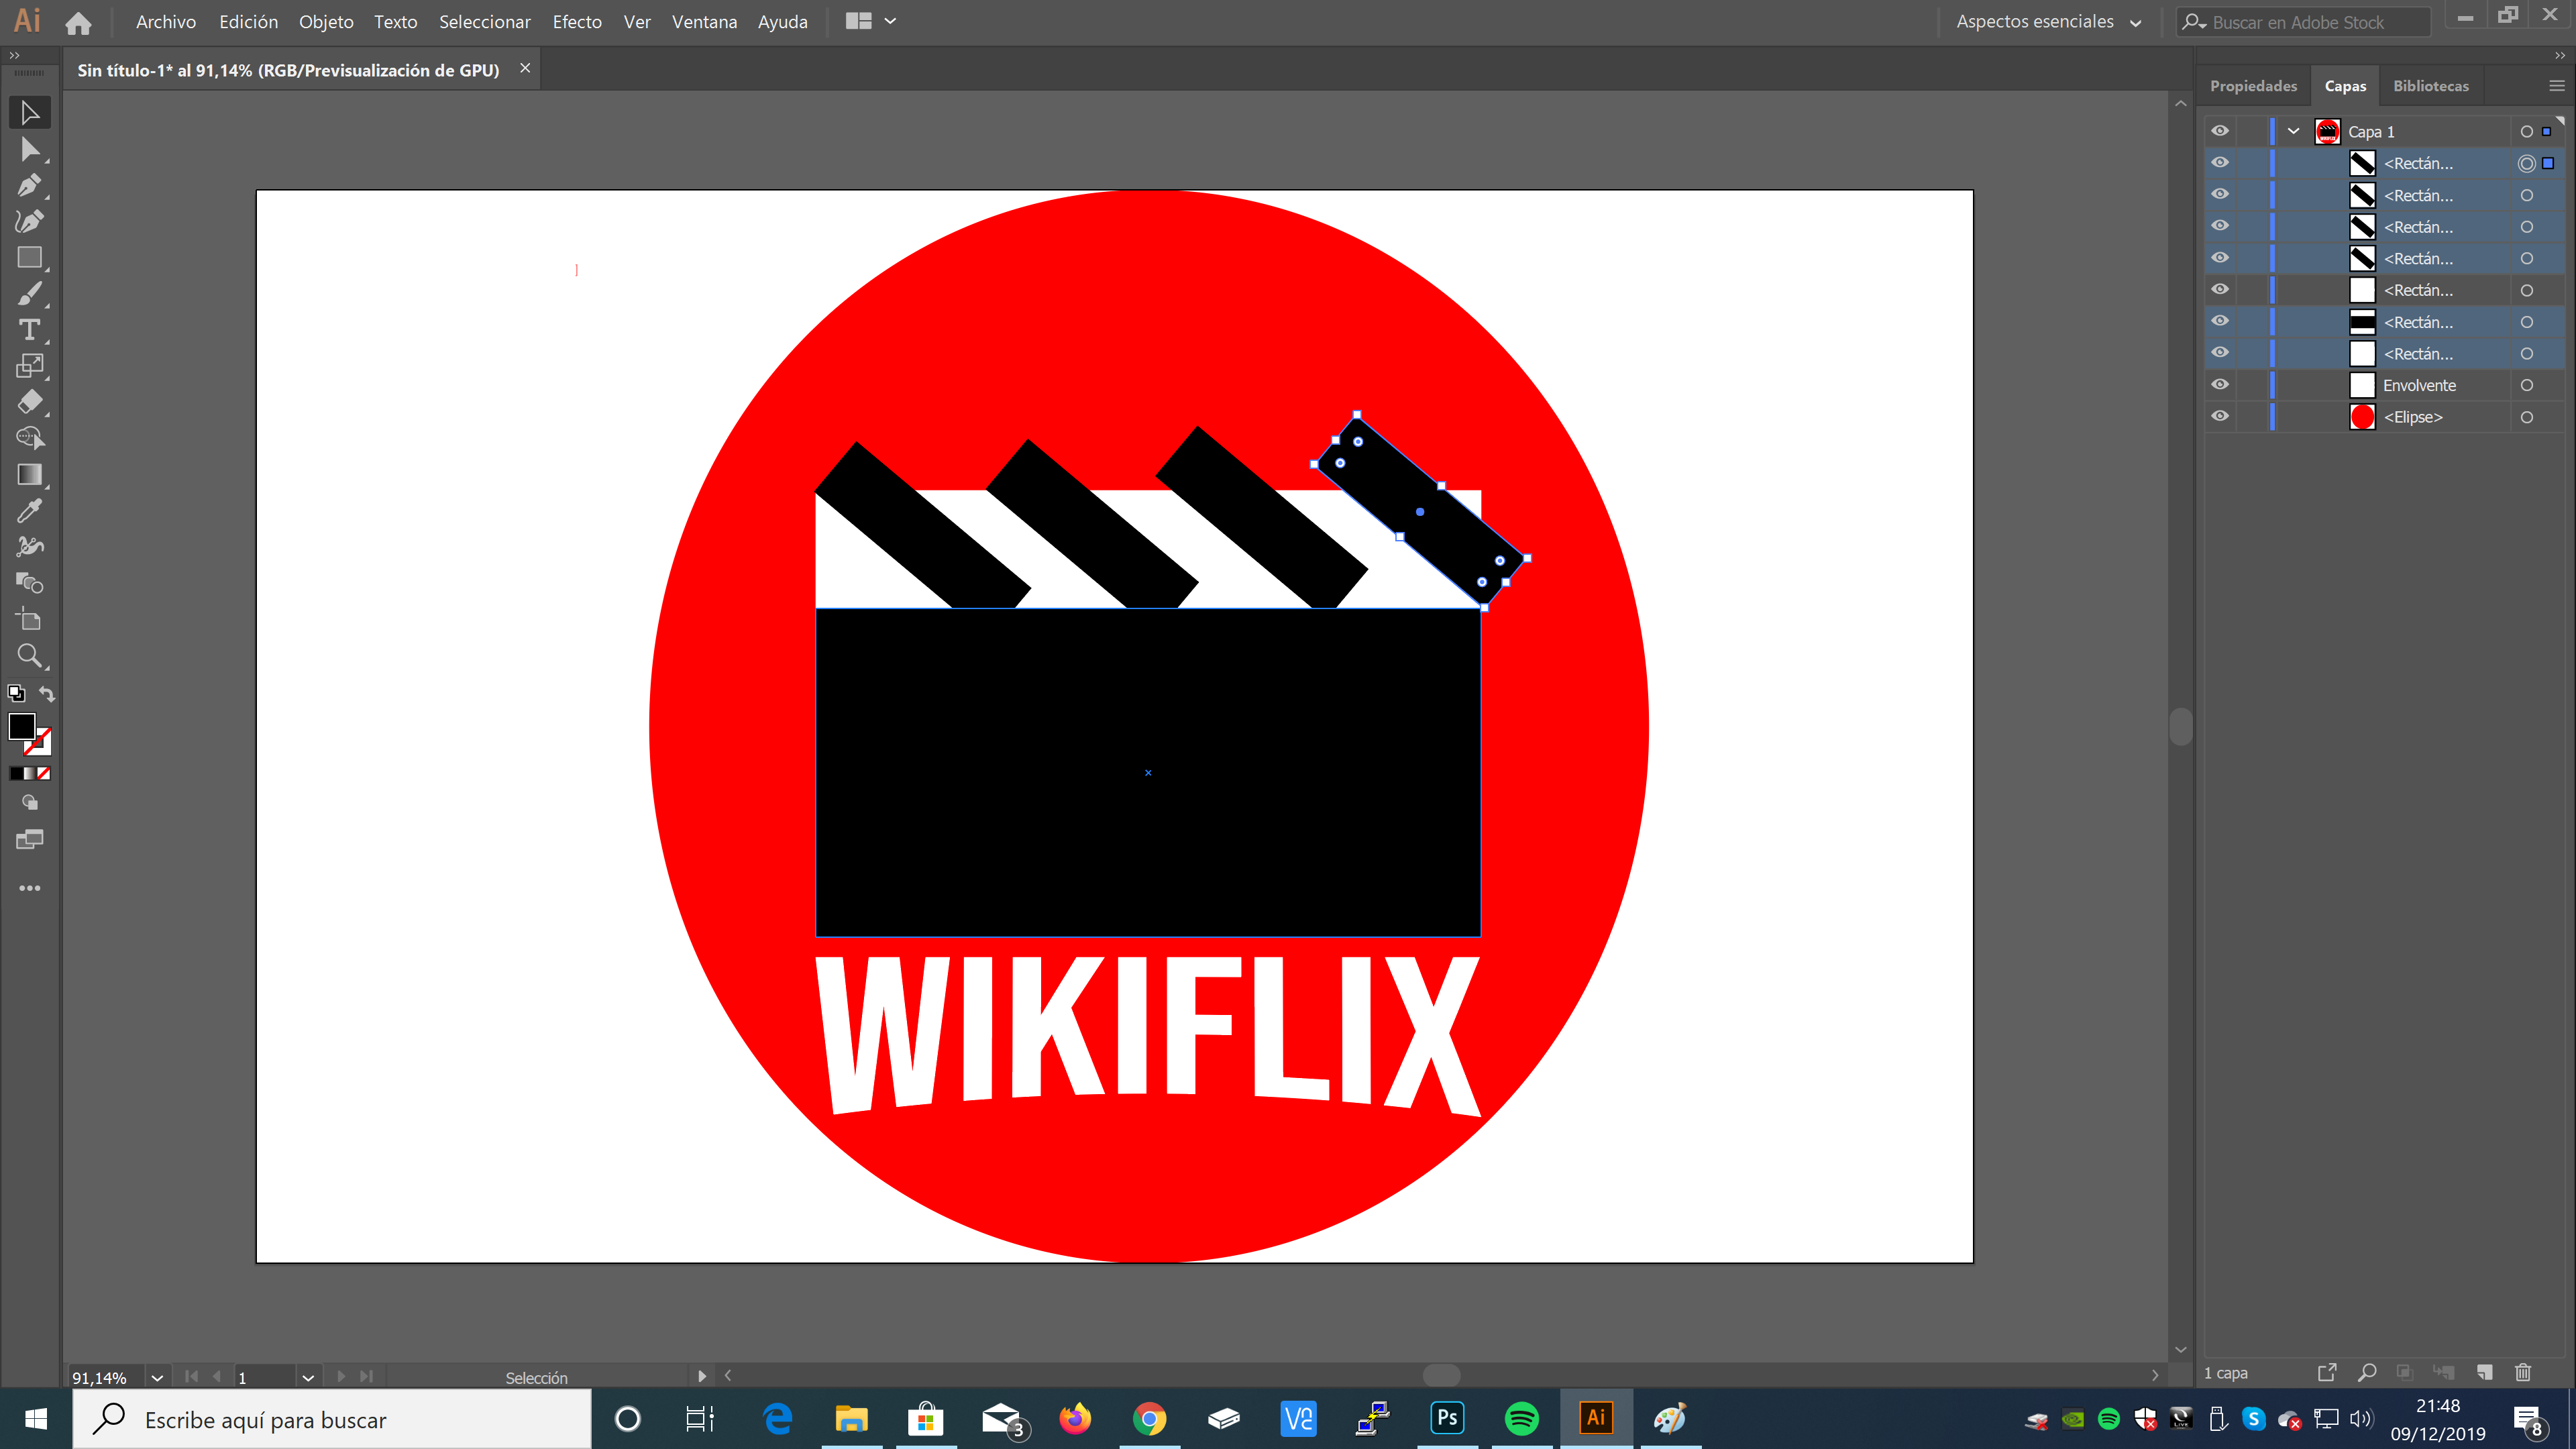 Ai Archivo Edición Objeto Texto Seleccionar Efecto Ver Ventana Ayuda Aspectos esenciales Buscar en Adobe Stock
Sin título-1* al 91,14% (RGB/Previsualización de GPU)
Propiedades Capas Bibliotecas
Capa 1
<Rectán...
<Rectán...
<Rectán...
<Rectán...
<Rectán...
<Rectán...
<Rectán...
Envolvente
<Elipse>
WIKIFLIX
91,14% 1 Selección
1 capa
Escribe aquí para buscar
3
Ps
Ai
21:48
09/12/2019
8